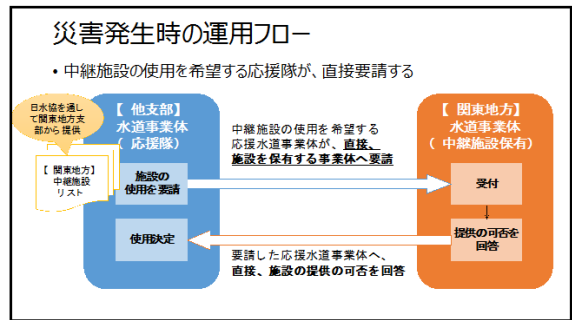 災害発生時の運用フロー
• 中継施設の使用を希望する応援隊が、直接要請する
日水協を通し
て関東地方支
部から提供
【 関東地方】
中継施設
リスト
【 他支部】
水道事業体
( 応援隊)
施設の
使用を要請
使用決定
中継施設の使用を希望する
応援水道事業体が、直接、
施設を保有する事業体へ要請
要請した応援水道事業体へ、
直接、施設の提供の可否を回答
【 関東地方】
水道事業体
( 中継施設保有)
受付
提供の可否を
回答